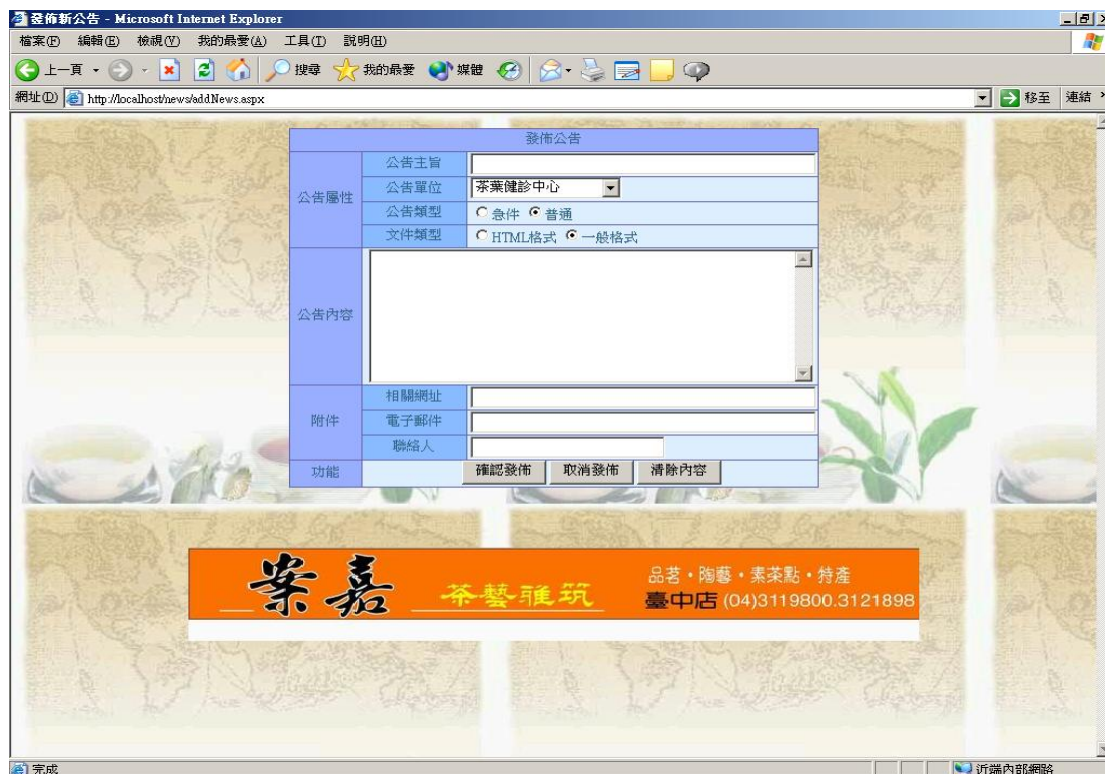 發佈新公告 - Microsoft Internet Explorer
檔案(F) 編輯(E) 檢視(V) 我的最愛(A) 工具(T) 說明(H)
上一頁 搜尋 我的最愛 媒體
網址(D) http://localhost/news/addNews.aspx 移至 連結
發佈公告
公告屬性
公告主旨
公告單位 茶葉健診中心
公告類型 急件 普通
文件類型 HTML格式 一般格式
公告內容
附件
相關網址
電子郵件
聯絡人
功能 確認發佈 取消發佈 清除內容
案嘉 茶藝雅筑
品茗・陶藝・素茶點・特產
臺中店 (04)3119800.3121898
完成 近端內部網路